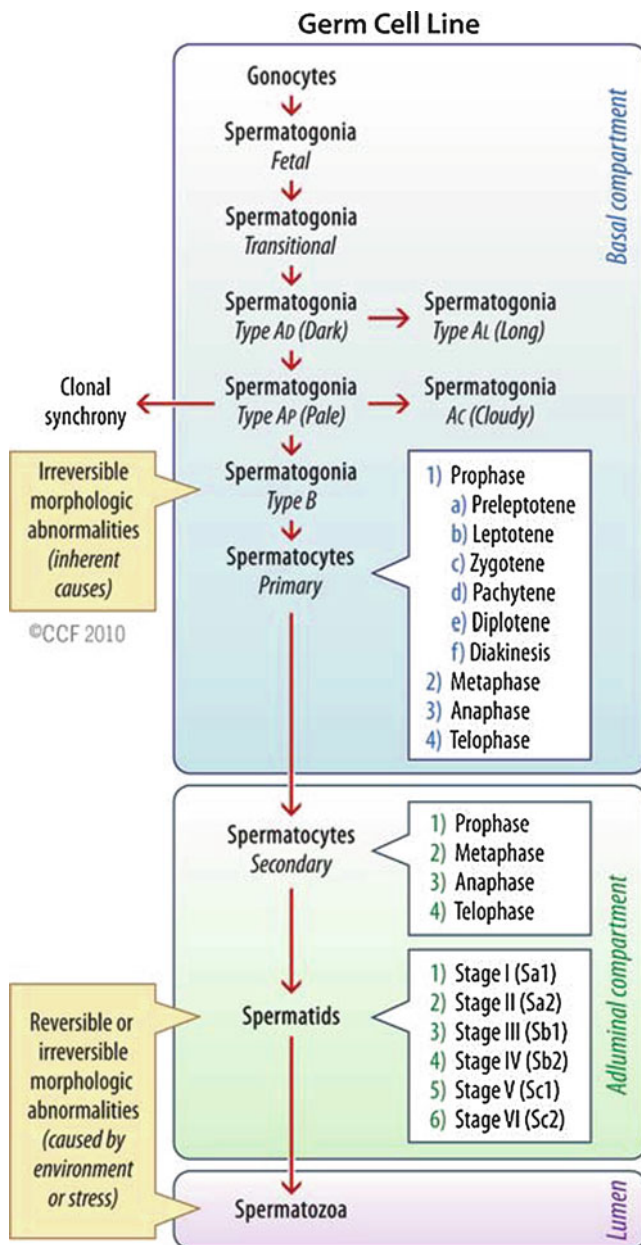 Germ Cell Line
Gonocytes
Spermatogonia
Fetal
Spermatogonia
Transitional
Spermatogonia
Type AD (Dark)
Spermatogonia
Type AL (Long)
Clonal
synchrony
Spermatogonia
Type AP (Pale)
Spermatogonia
AC (Cloudy)
Irreversible
morphologic
abnormalities
(inherent
causes)
Spermatogonia
Type B
Spermatocytes
Primary
1) Prophase
a) Preleptotene
b) Leptotene
c) Zygotene
d) Pachytene
e) Diplotene
f) Diakinesis
2) Metaphase
3) Anaphase
4) Telophase
Basal compartment
©CCF 2010
Spermatocytes
Secondary
1) Prophase
2) Metaphase
3) Anaphase
4) Telophase
Spermatids
1) Stage I (Sa1)
2) Stage II (Sa2)
3) Stage III (Sb1)
4) Stage IV (Sb2)
5) Stage V (Sc1)
6) Stage VI (Sc2)
Adluminal compartment
Reversible or
irreversible
morphologic
abnormalities
(caused by
environment
or stress)
Spermatozoa
Lumen